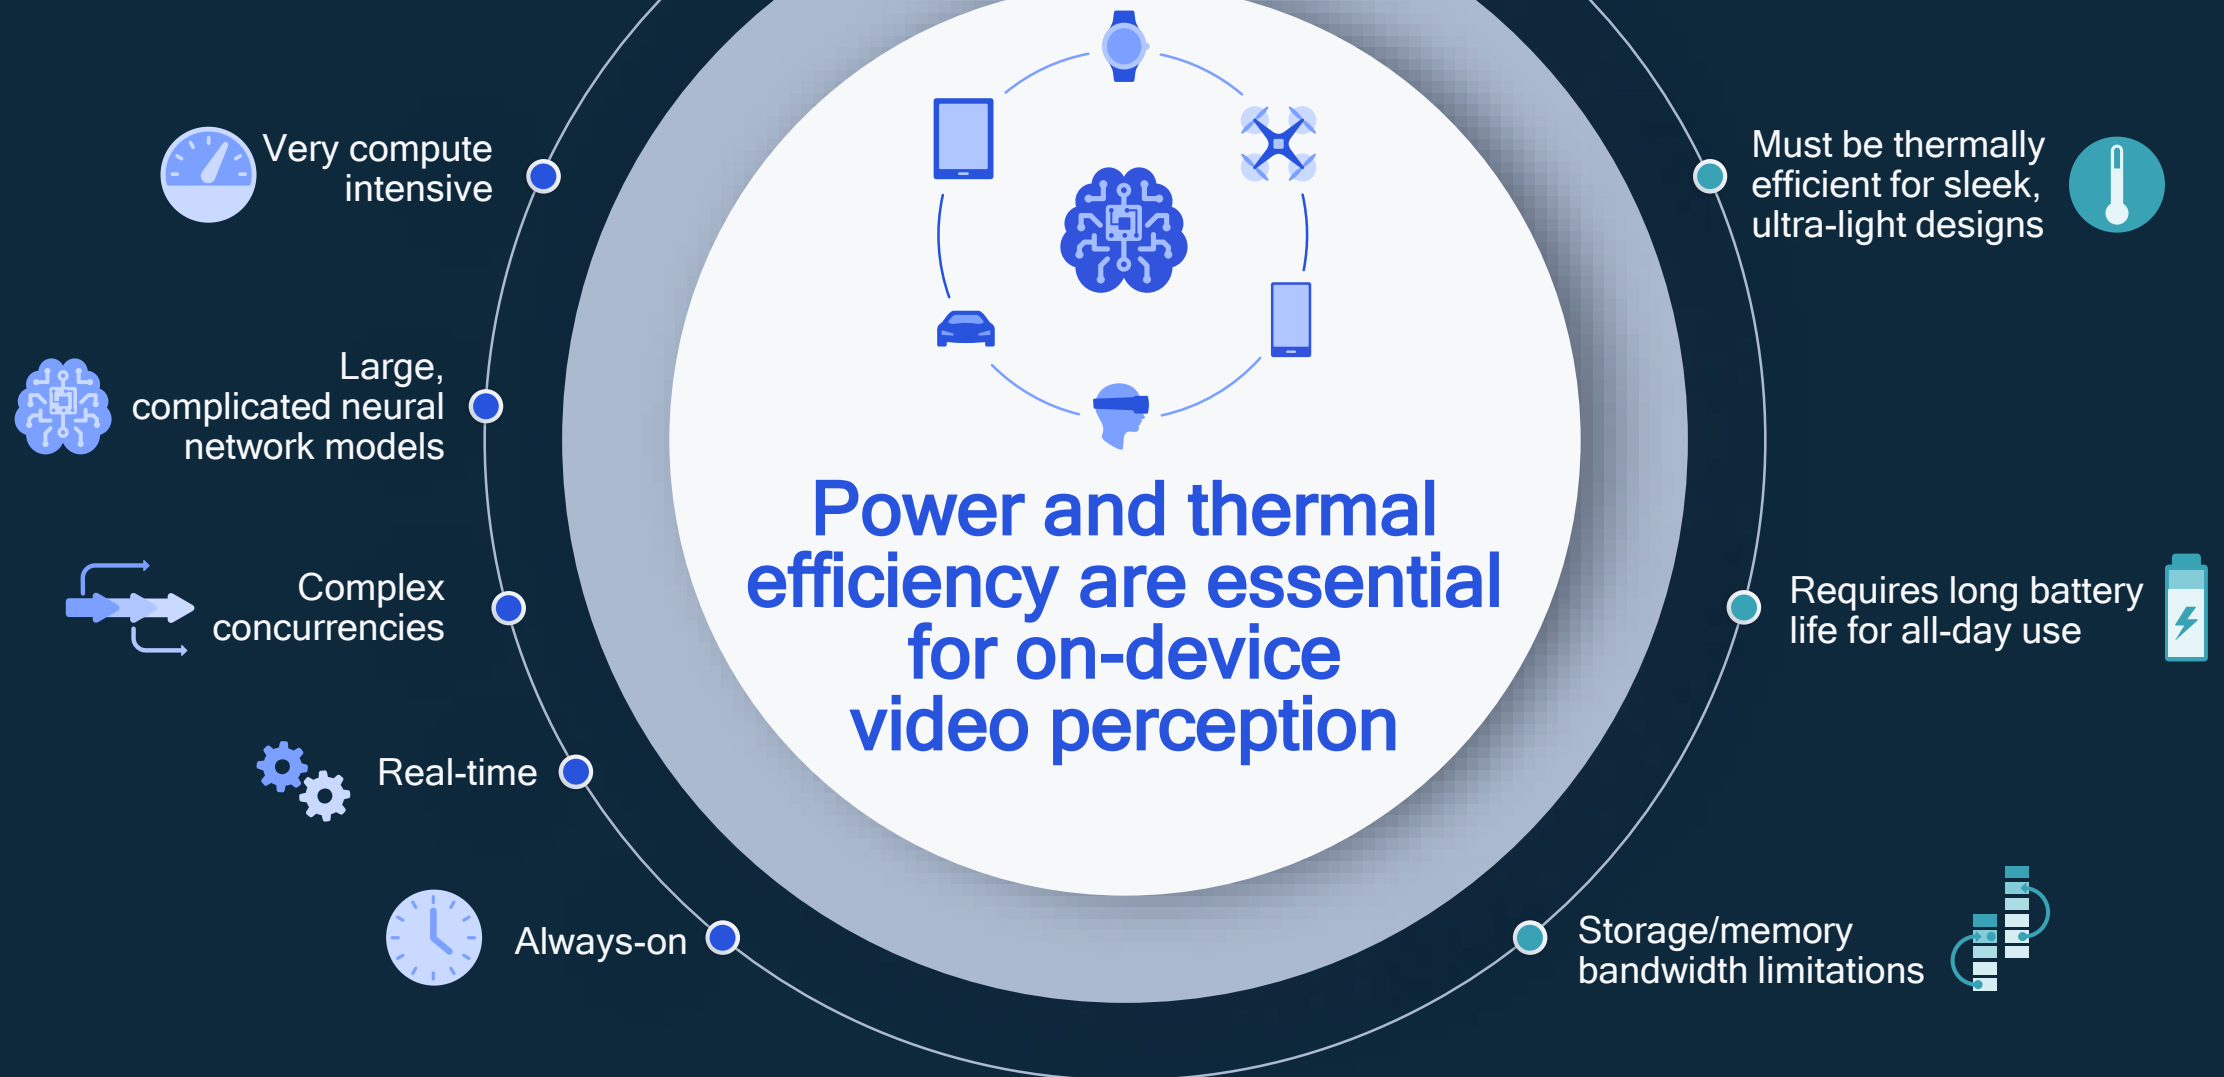 Very compute
intensive
Large,
complicated neural
network models
Complex
concurrencies
Real-time
Always-on
Power and thermal
efficiency are essential
for on-device
video perception
Must be thermally
efficient for sleek,
ultra-light designs
Requires long battery
life for all-day use
Storage/memory
bandwidth limitations